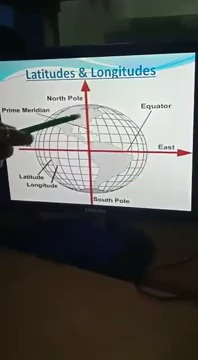 Latitudes & Longitudes
North Pole
Prime Meridian
Equator
East
Latitude
Longitude
South Pole